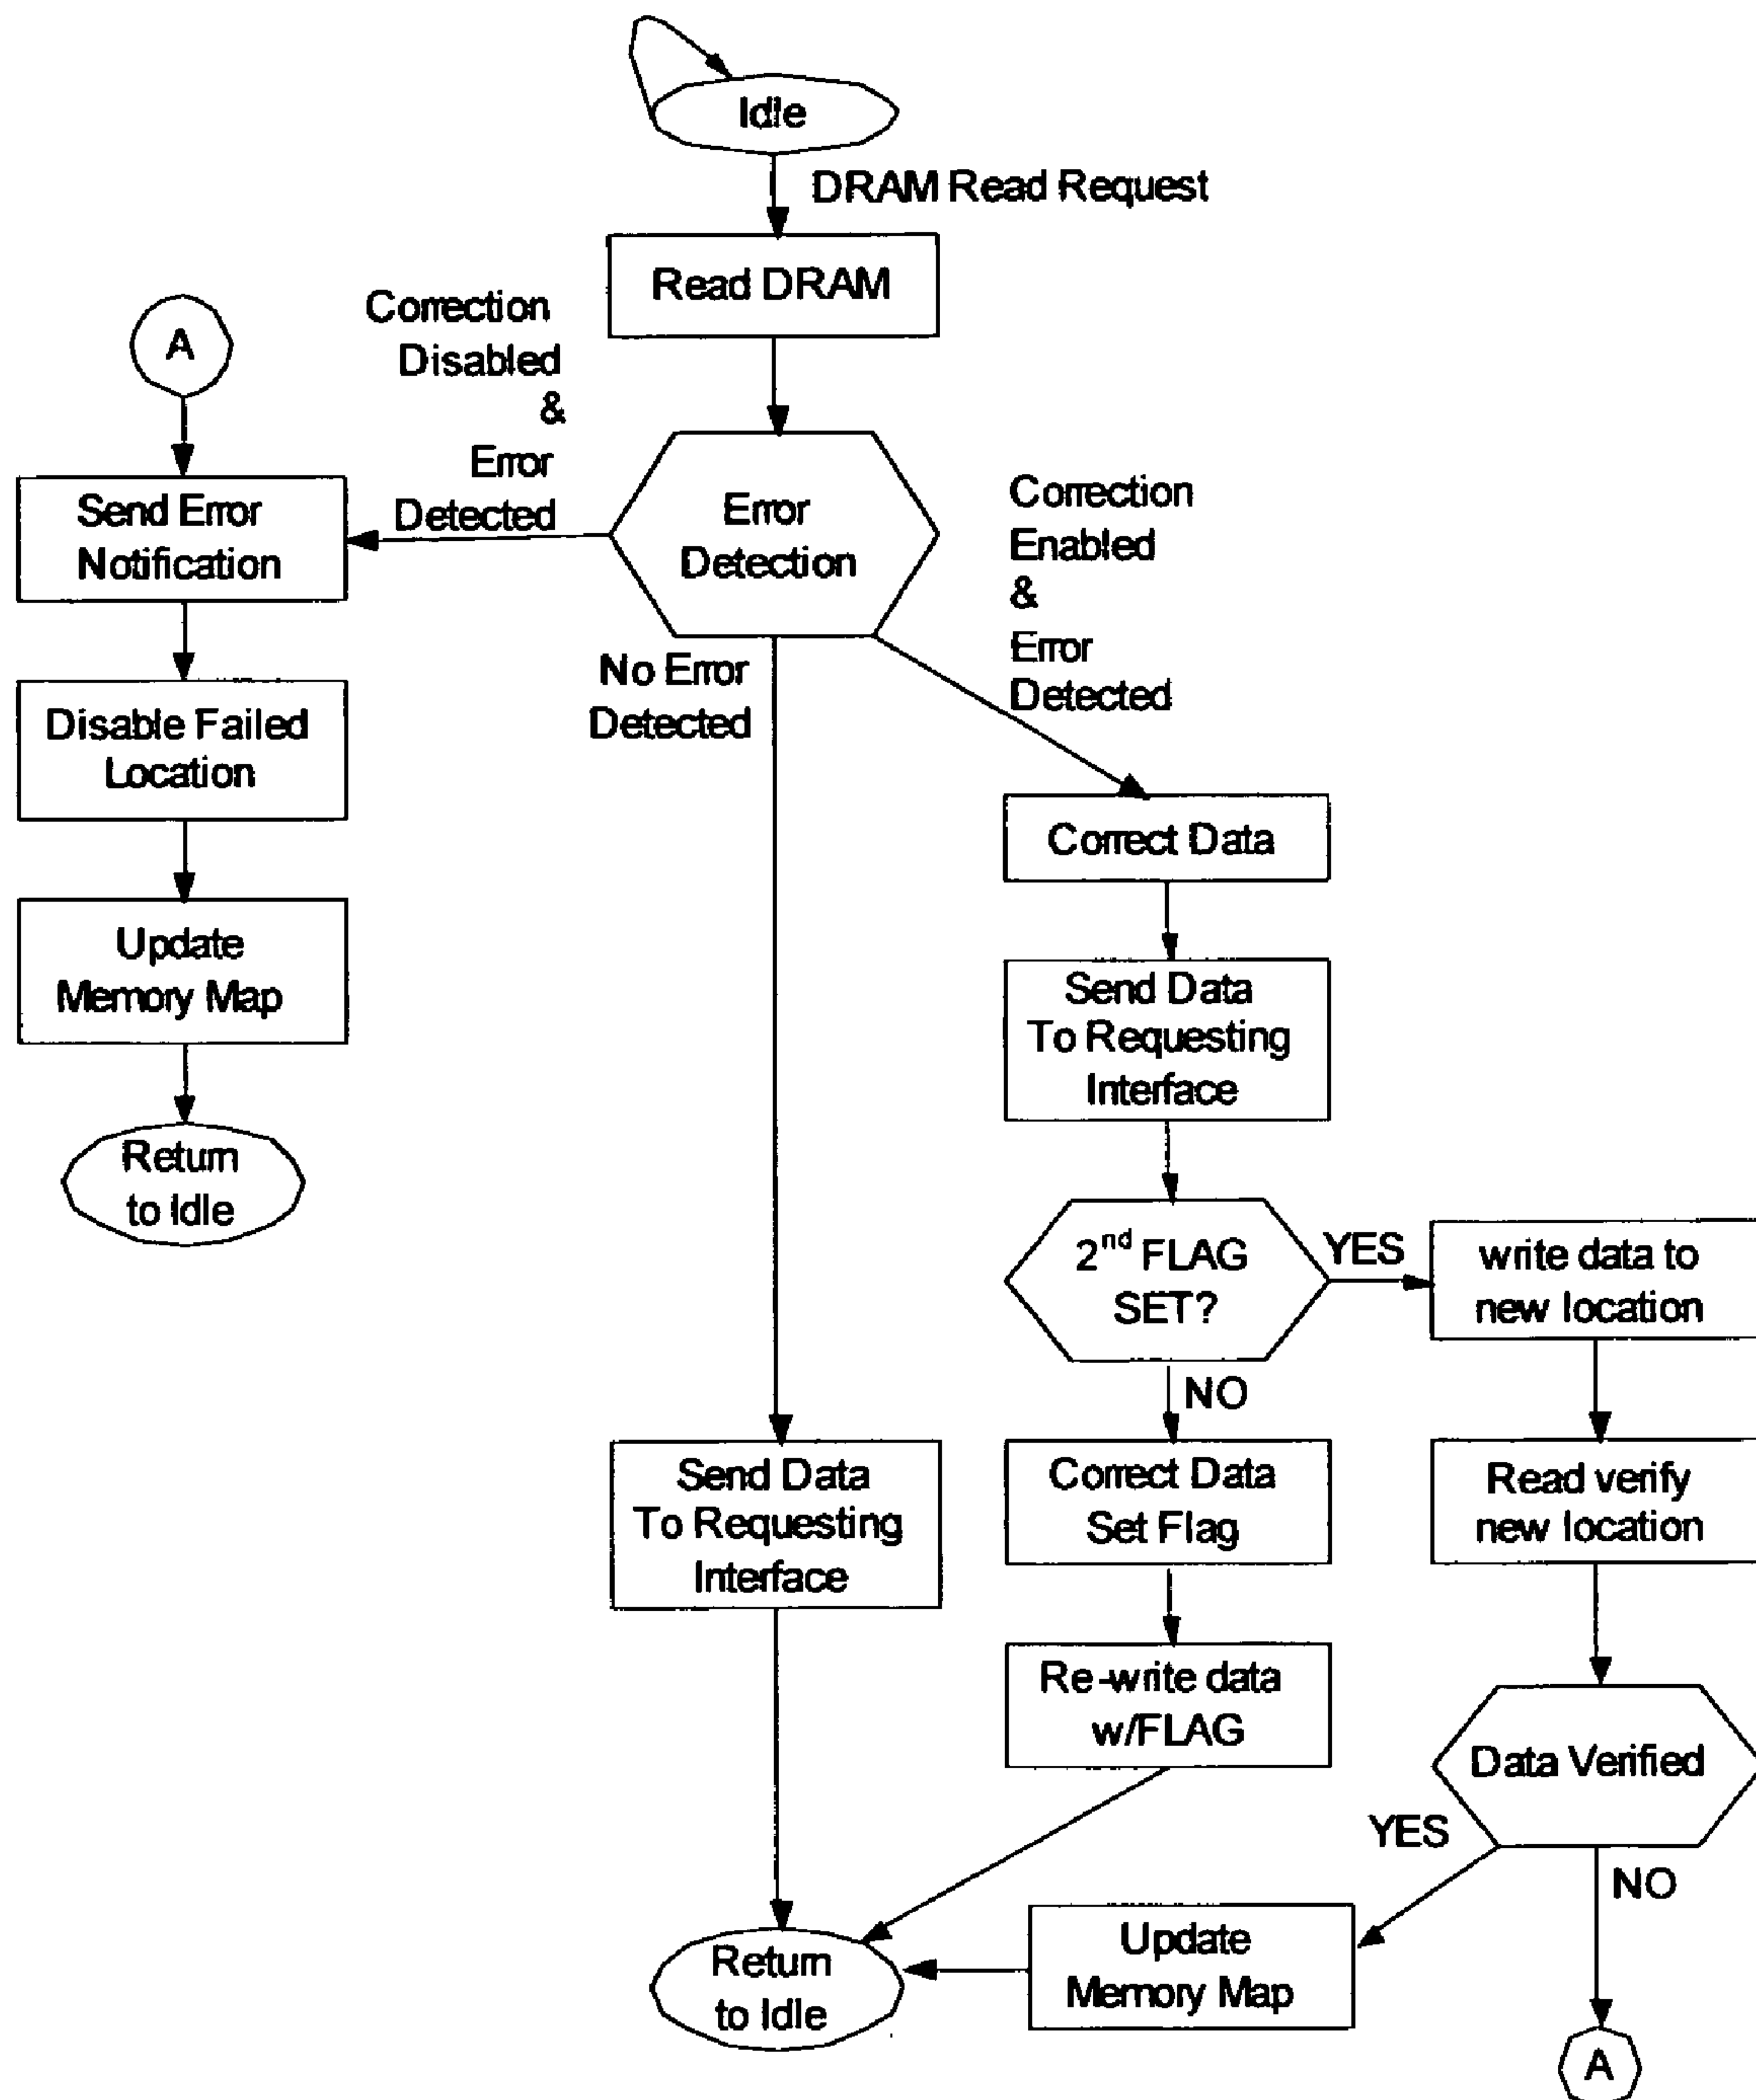 Idle
DRAM Read Request
Read DRAM
Correction
Disabled
&
Error
Detected
A
Send Error
Notification
Disable Failed
Location
Update
Memory Map
Return
to Idle
Error
Detection
Correction
Enabled
&
Error
Detected
No Error
Detected
Correct Data
Send Data
To Requesting
Interface
2nd FLAG
SET?
YES
write data to
new location
NO
Correct Data
Set Flag
Read verify
new location
Send Data
To Requesting
Interface
Re-write data
w/FLAG
Data Verified
YES
NO
Update
Memory Map
Return
to Idle
A